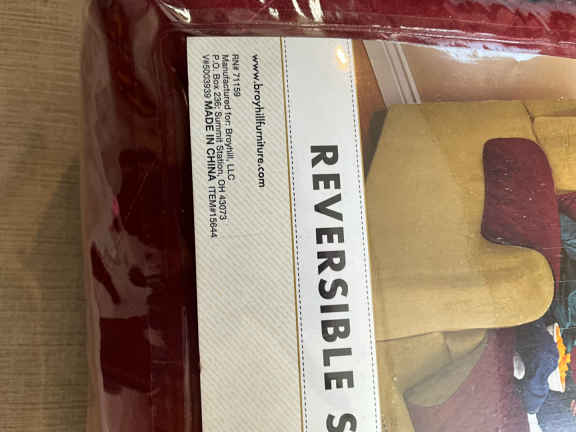 REVERSIBLE S
www.broyhillfurniture.com
RN# 71159
Manufactured for: Broyhill, LLC
P.O. Box 236; Summit Station, OH 43073
V#5003939 MADE IN CHINA ITEM#15644